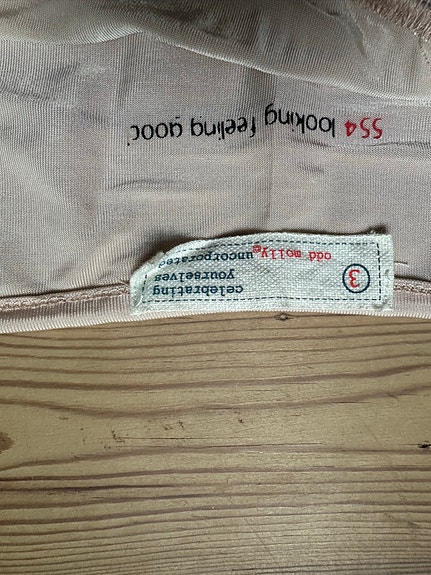 3
celebrating
yourselves
odd molly® uncorporated
554 looking feeling good